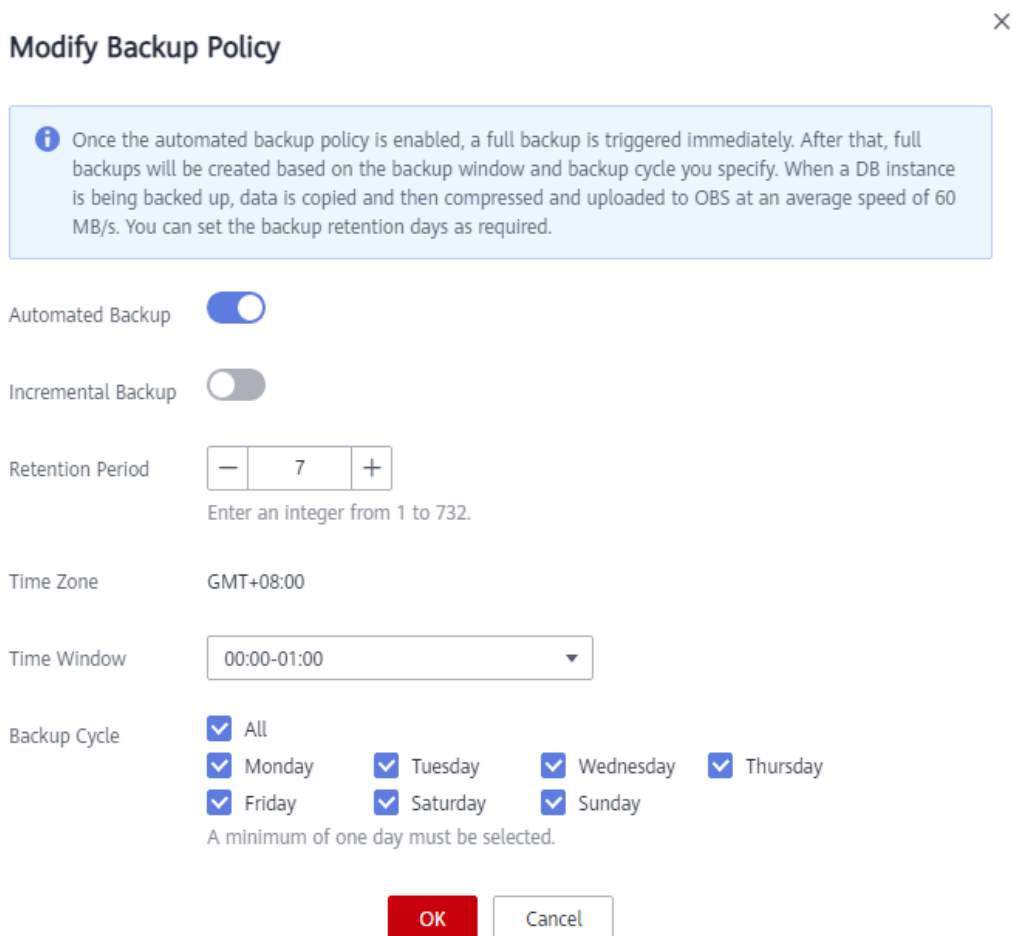 Modify Backup Policy
Once the automated backup policy is enabled, a full backup is triggered immediately. After that, full
backups will be created based on the backup window and backup cycle you specify. When a DB instance
is being backed up, data is copied and then compressed and uploaded to OBS at an average speed of 60
MB/s. You can set the backup retention days as required.
Automated Backup
Incremental Backup
Retention Period 7
Enter an integer from 1 to 732.
Time Zone GMT+08:00
Time Window 00:00-01:00
Backup Cycle All
Monday Tuesday Wednesday Thursday
Friday Saturday Sunday
A minimum of one day must be selected.
OK Cancel